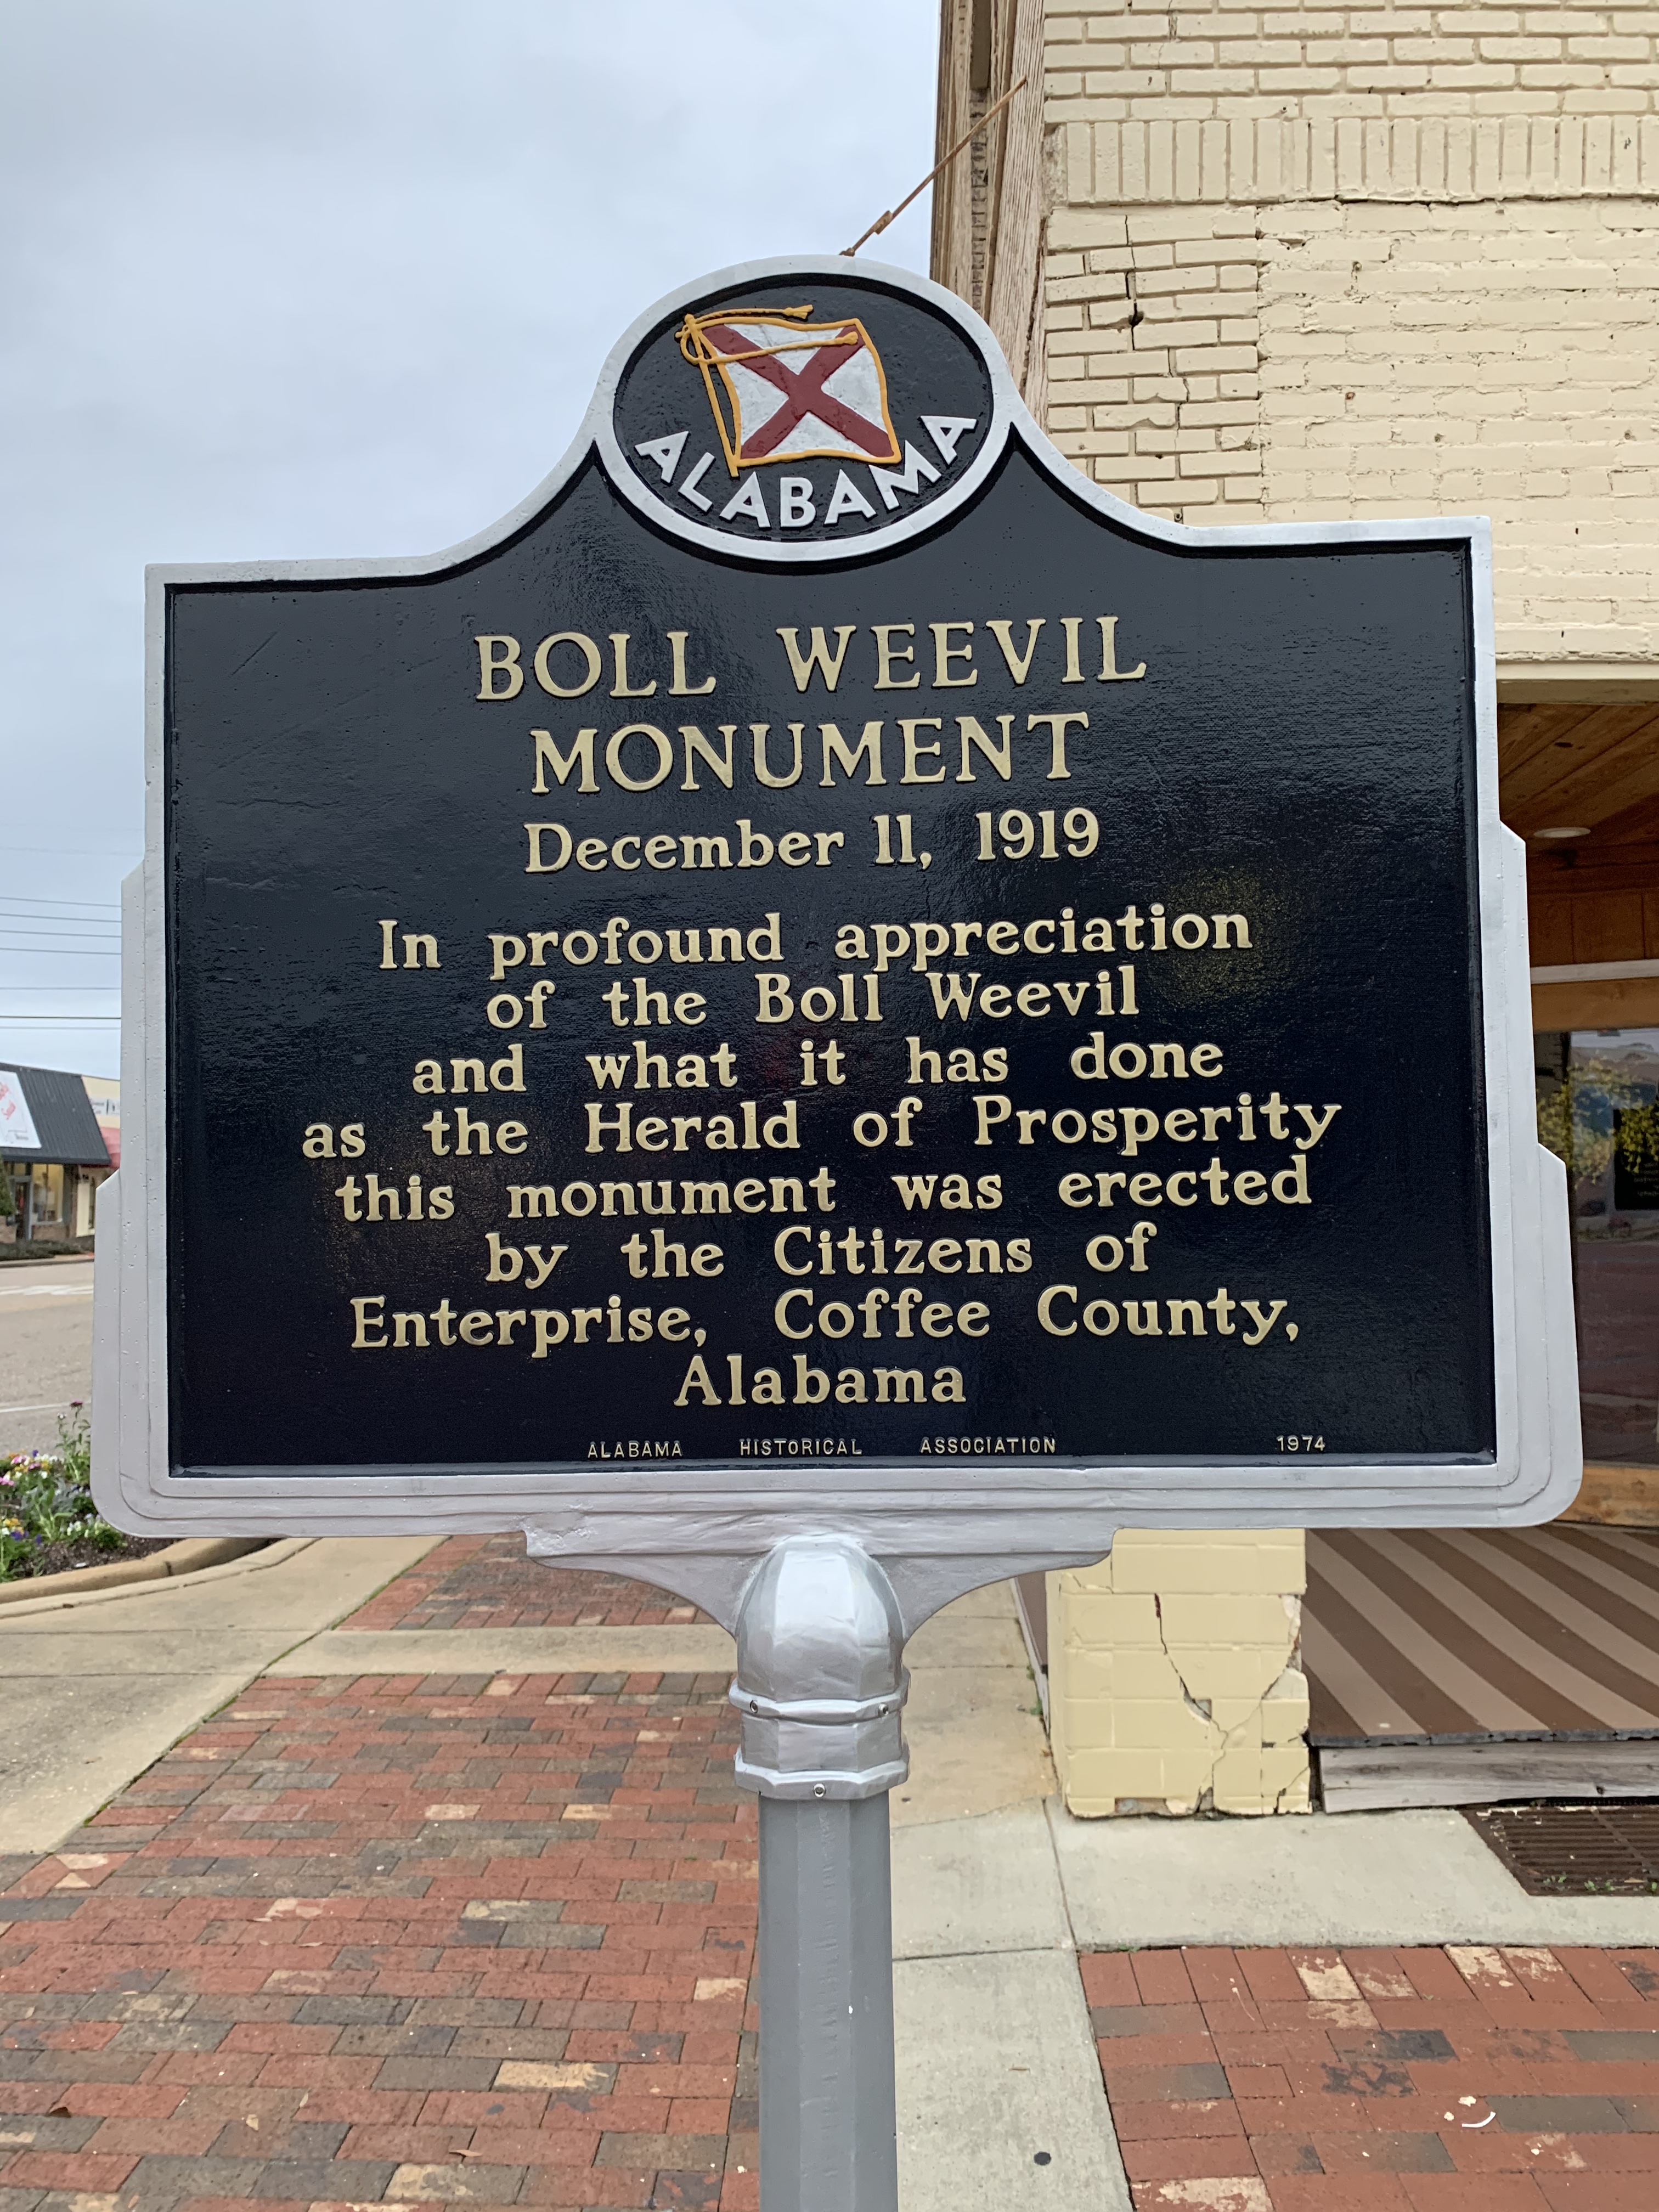 ALABAMA
BOLL WEEVIL
MONUMENT
December 11, 1919
In profound appreciation
of the Boll Weevil
and what it has done
as the Herald of Prosperity
this monument was erected
by the Citizens of
Enterprise, Coffee County,
Alabama
ALABAMA HISTORICAL ASSOCIATION 1974